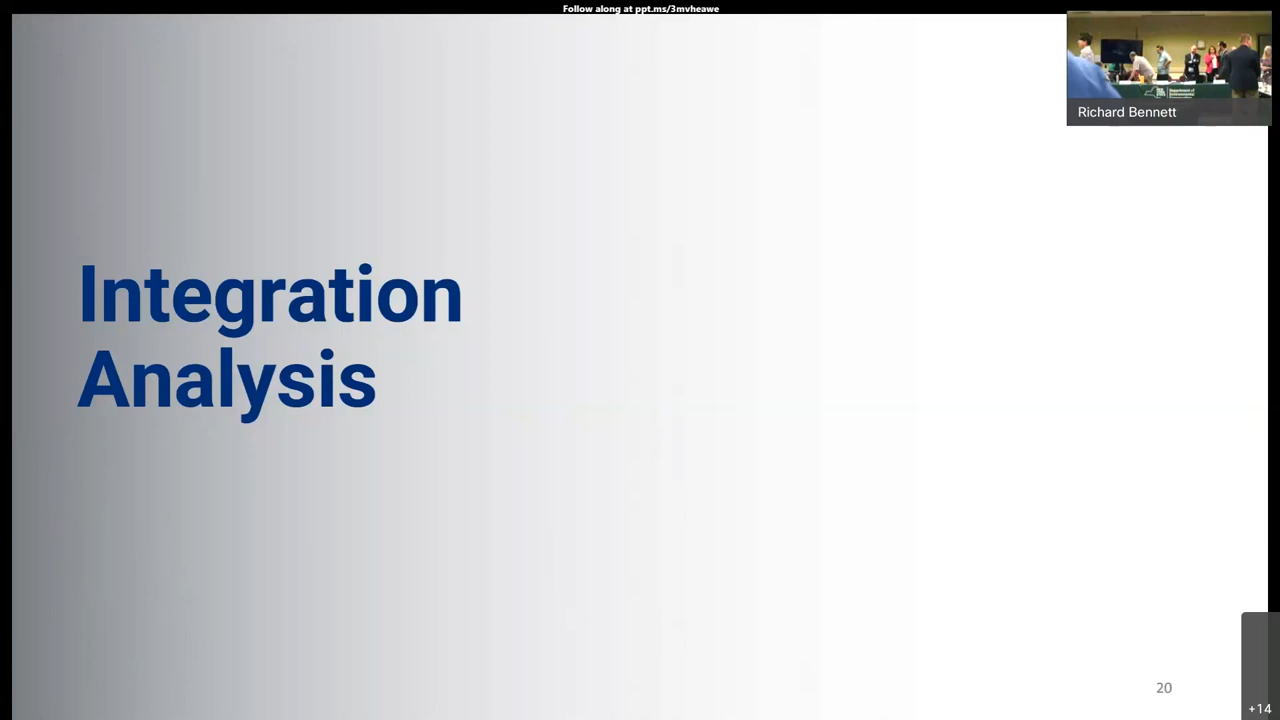 Follow along at ppt.ms/3mvheawe
Richard Bennett
Integration
Analysis
20
+14